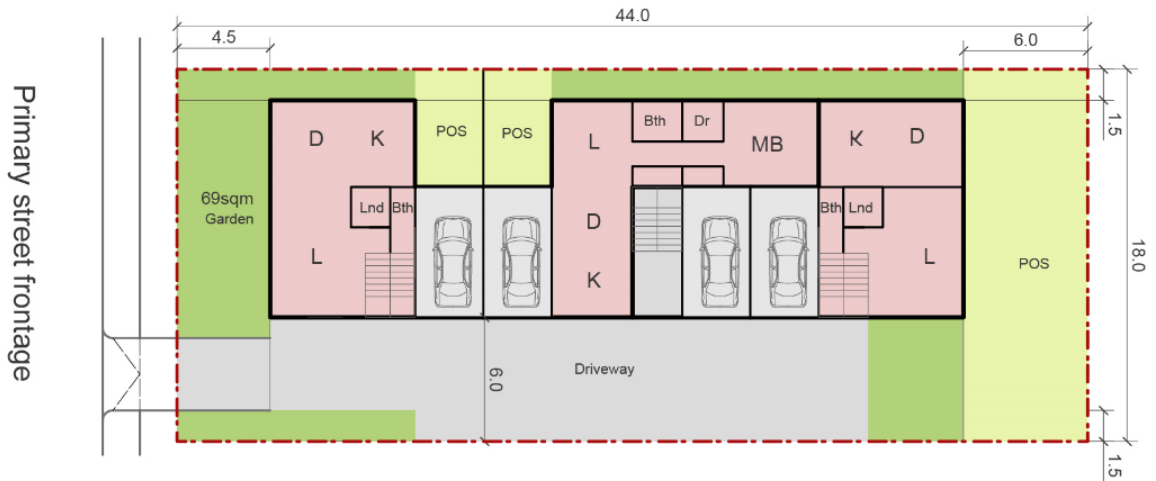 44.0
4.5
6.0
Primary street frontage
1.5
D K
POS
POS
L
Bth
Dr
MB
K D
69sqm
Garden
Lnd
Bth
D
Bth
Lnd
L
K
L
POS
18.0
6.0
Driveway
1.5